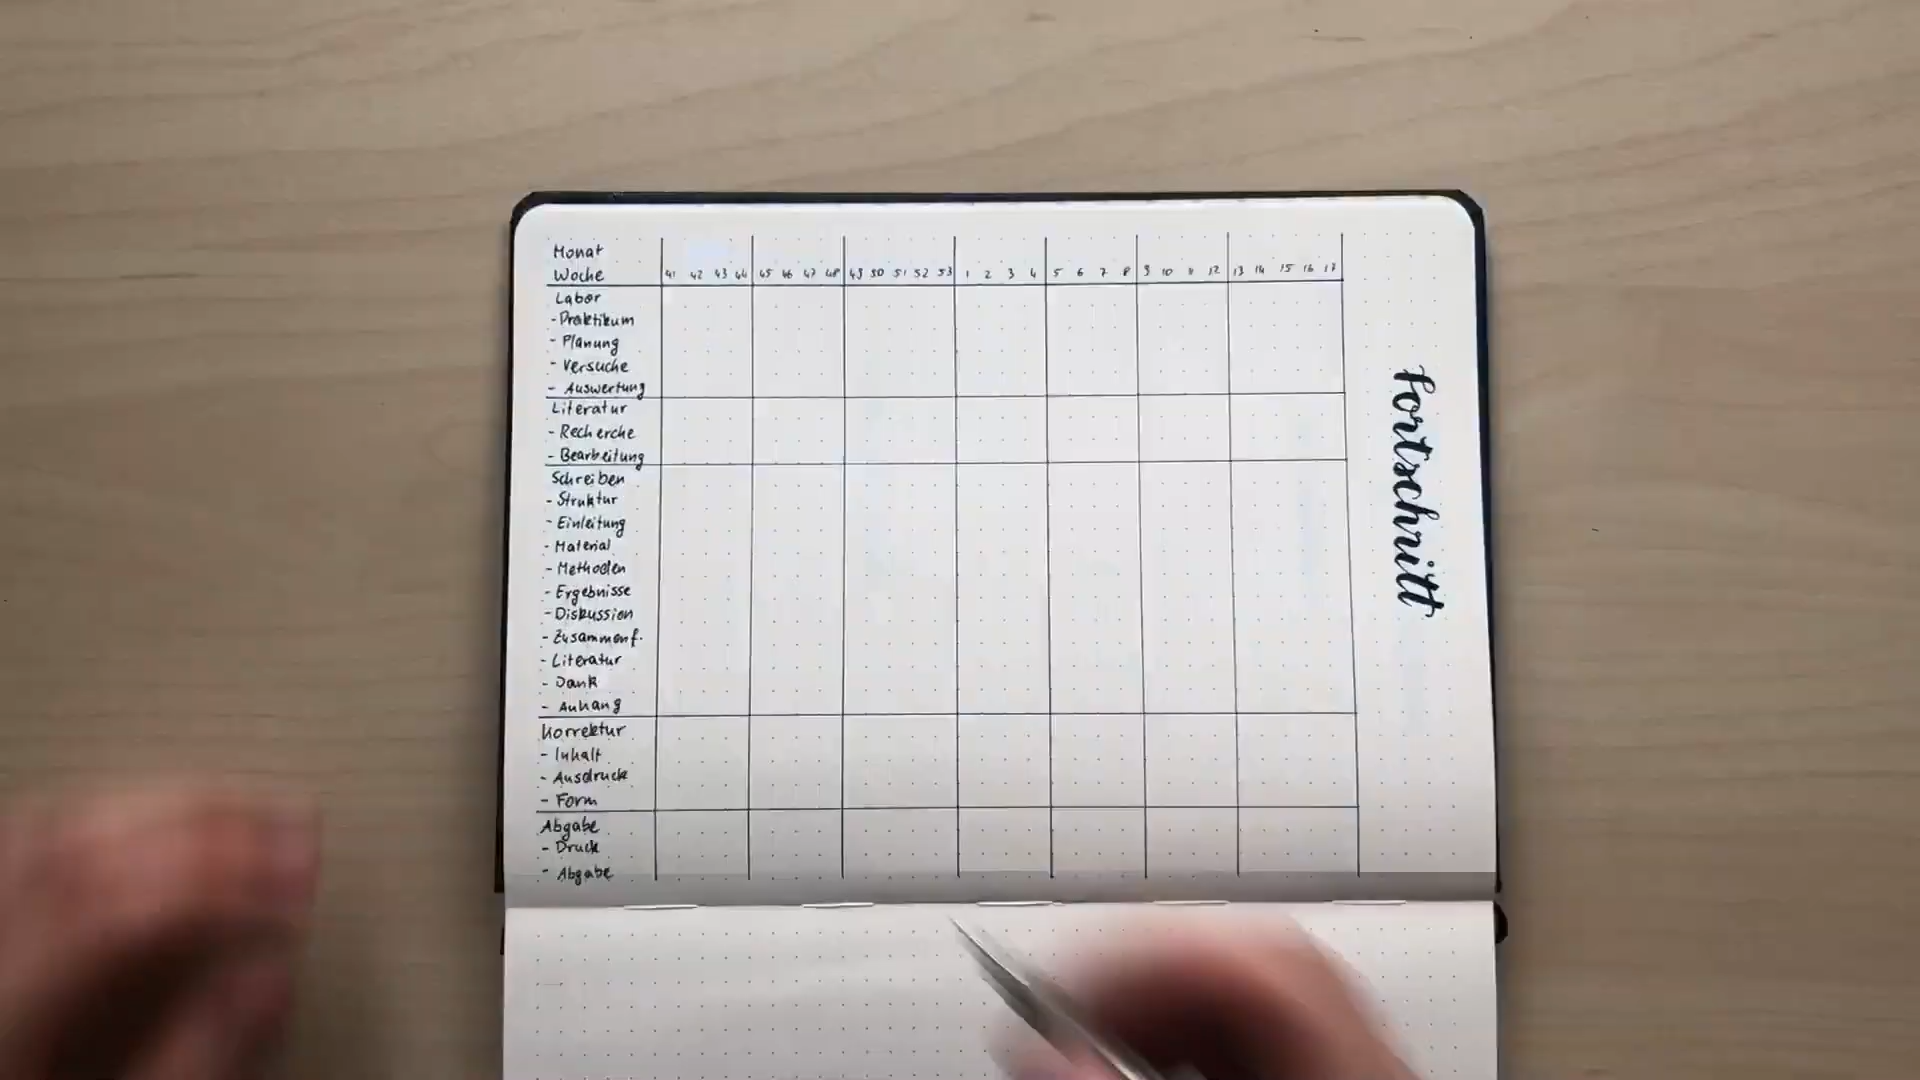 Monat
Woche 41 42 43 44 45 46 47 48 49 50 51 52 53 1 2 3 4 5 6 7 8 9 10 11 12 13 14 15 16 17
Labor
- Praktikum
- Planung
- Versuche
- Auswertung
Literatur
- Recherche
- Bearbeitung
Schreiben
- Struktur
- Einleitung
- Material
- Methoden
- Ergebnisse
- Diskussion
- Zusammenf.
- Literatur
- Dank
- Anhang
Korrektur
- Inhalt
- Ausdruck
- Form
Abgabe
- Druck
- Abgabe
Fortschritt